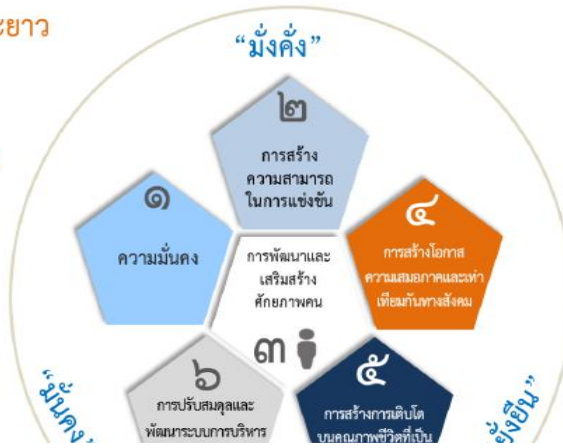 “มั่งคั่ง”
๒
การสร้าง
ความสามารถ
ในการแข่งขัน
๑
ความมั่นคง
๔
การสร้างโอกาส
ความเสมอภาคและเท่า
เทียมกันทางสังคม
การพัฒนาและ
เสริมสร้าง
ศักยภาพคน
๓
๖
การปรับสมดุลและ
พัฒนาระบบการบริหาร
๕
การสร้างการเติบโต
บนคุณภาพชีวิตที่เป็น
“มั่นคง”